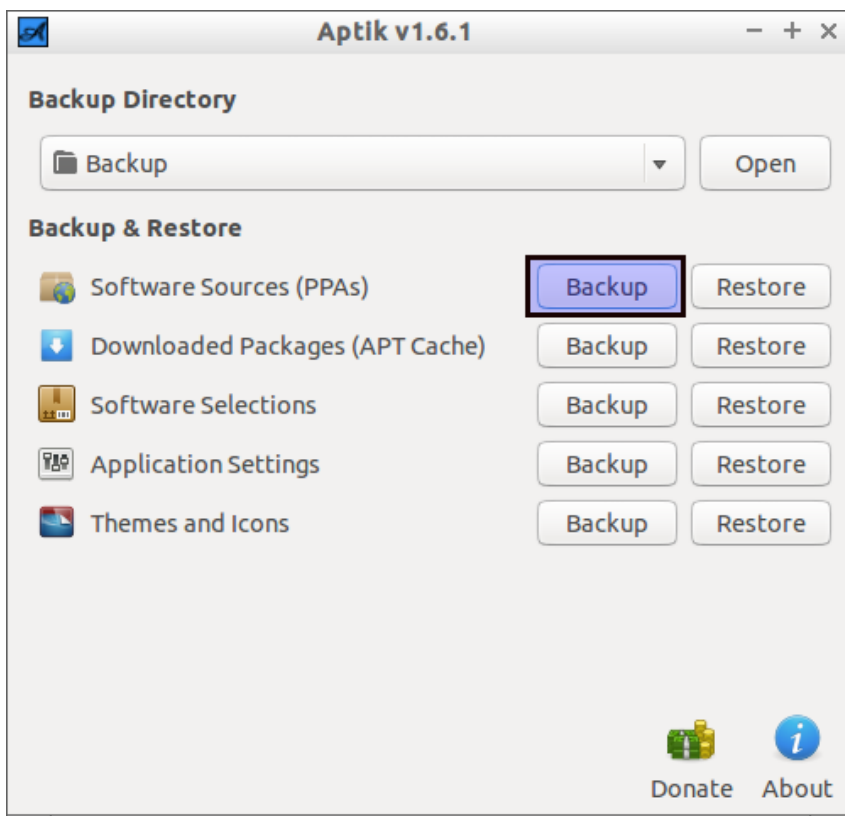 Aptik v1.6.1
Backup Directory
Backup Open
Backup & Restore
Software Sources (PPAs) Backup Restore
Downloaded Packages (APT Cache) Backup Restore
Software Selections Backup Restore
Application Settings Backup Restore
Themes and Icons Backup Restore
Donate About